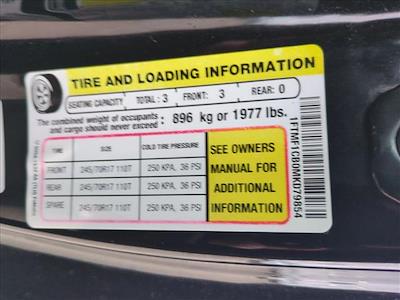 TIRE AND LOADING INFORMATION
SEATING CAPACITY TOTAL : 3 FRONT: 3 REAR: 0
The combined weight of occupants
and cargo should never exceed : 896 kg or 1977 lbs.
TIRE SIZE COLD TIRE PRESSURE
FRONT 245/70R17 110T 250 KPA, 36 PSI
REAR 245/70R17 110T 250 KPA, 36 PSI
SPARE 245/70R17 110T 250 KPA, 36 PSI
SEE OWNERS
MANUAL FOR
ADDITIONAL
INFORMATION
1FTMF1CB9MKD79854